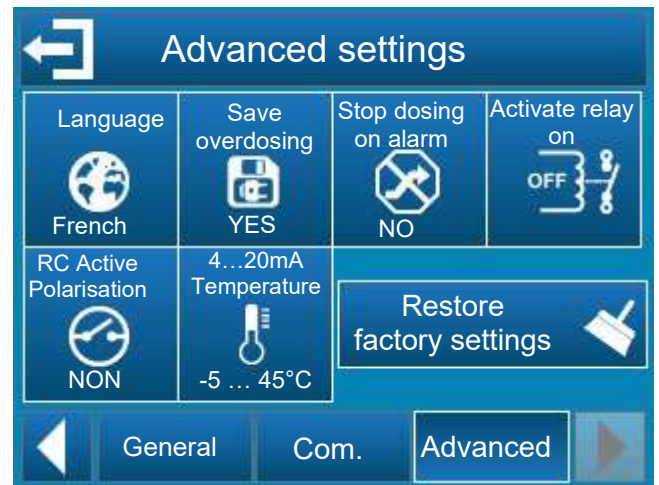 Advanced settings
Language
French
Save
overdosing
YES
Stop dosing
on alarm
NO
Activate relay
on
OFF
RC Active
Polarisation
NON
4...20mA
Temperature
-5 ... 45°C
Restore
factory settings
General
Com.
Advanced